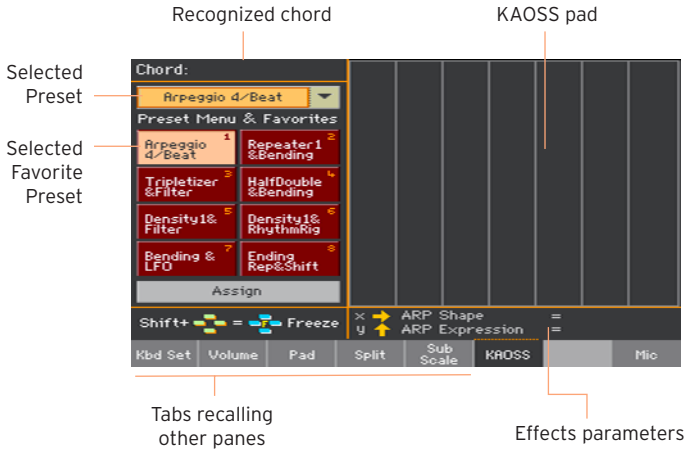 Recognized chord
KAOSS pad
Selected
Preset
Selected
Favorite
Preset
Chord:
Arpeggio 4/Beat
Preset Menu & Favorites
Arpeggio 4/Beat 1
Repeater1 &Bending 2
Tripletizer &Filter 3
HalfDouble &Bending 4
Density1& Filter 5
Density1& RhythmRig 6
Bending & LFO 7
Ending Rep&Shift 8
Assign
Shift+ = F Freeze
x ARP Shape =
y ARP Expression =
Kbd Set Volume Pad Split Sub Scale KAOSS Mic
Tabs recalling
other panes
Effects parameters